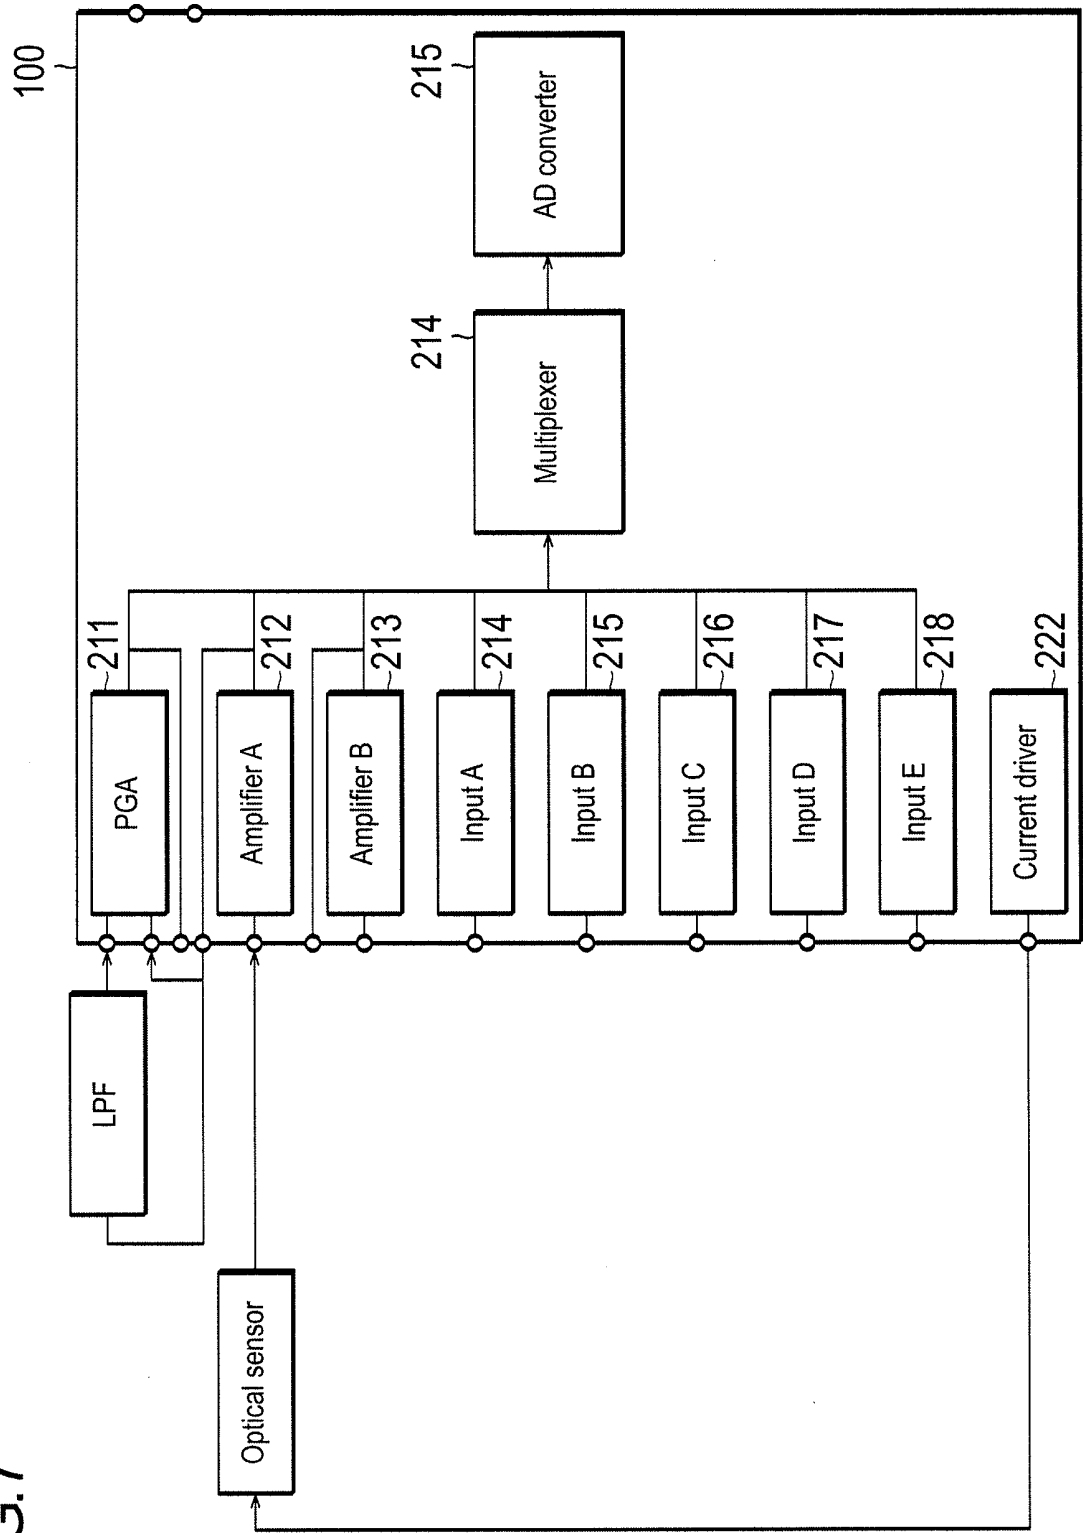 G.7
100
LPF
PGA
211
Optical sensor
Amplifier A
212
Amplifier B
213
Input A
214
Multiplexer
214
AD converter
215
Input B
215
Input C
216
Input D
217
Input E
218
Current driver
222